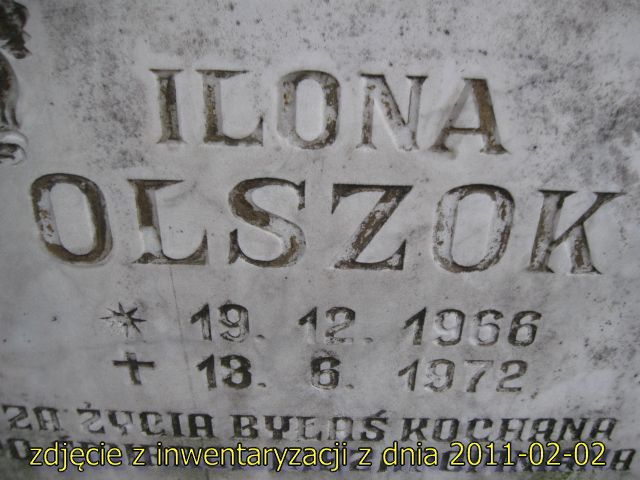 ILONA
OLSZOK
* 19. 12. 1966
+ 13. 6. 1972
ZA ŻYCIA BYŁAŚ KOCHANA
zdjęcie z inwentaryzacji z dnia 2011-02-02